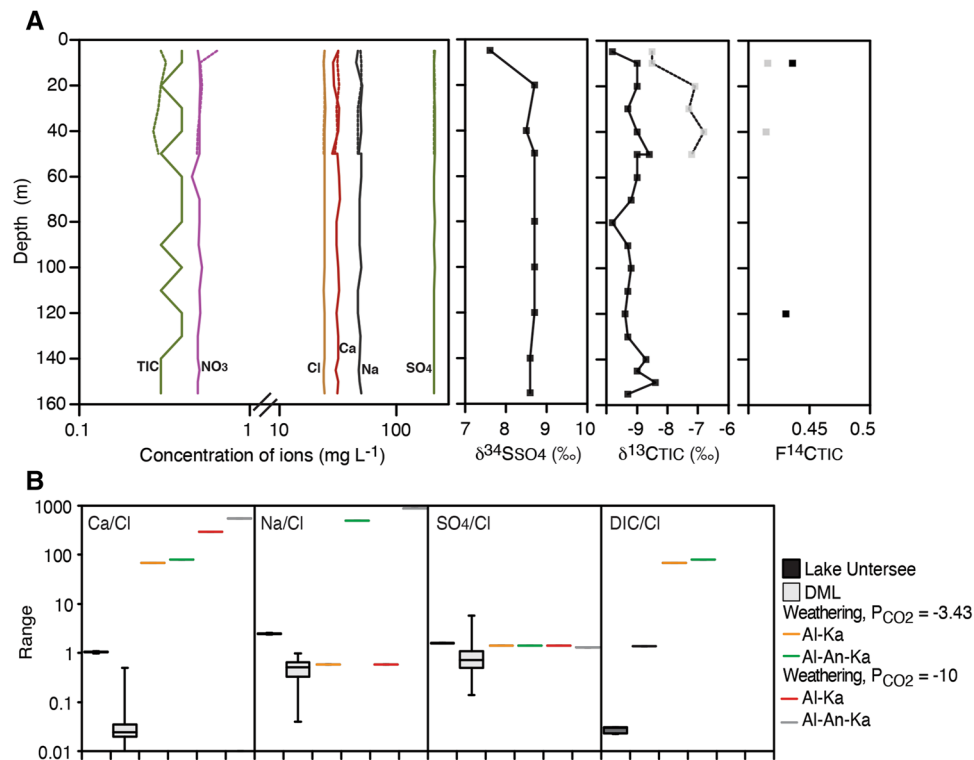 A
0
20
40
60
80
100
120
140
160
Depth (m)
TIC
NO3
Cl
Ca
Na
SO4
0.1
1
10
100
7
8
9
10
-9
-8
-7
-6
0.45
0.5
Concentration of ions (mg L-1)
δ34SSO4 (‰)
δ13CTIC (‰)
F14CTIC
B
1000
100
10
1
0.1
0.01
Range
Ca/Cl
Na/Cl
SO4/Cl
DIC/Cl
Lake Untersee
DML
Weathering, PCO2 = -3.43
Al-Ka
Al-An-Ka
Weathering, PCO2 = -10
Al-Ka
Al-An-Ka